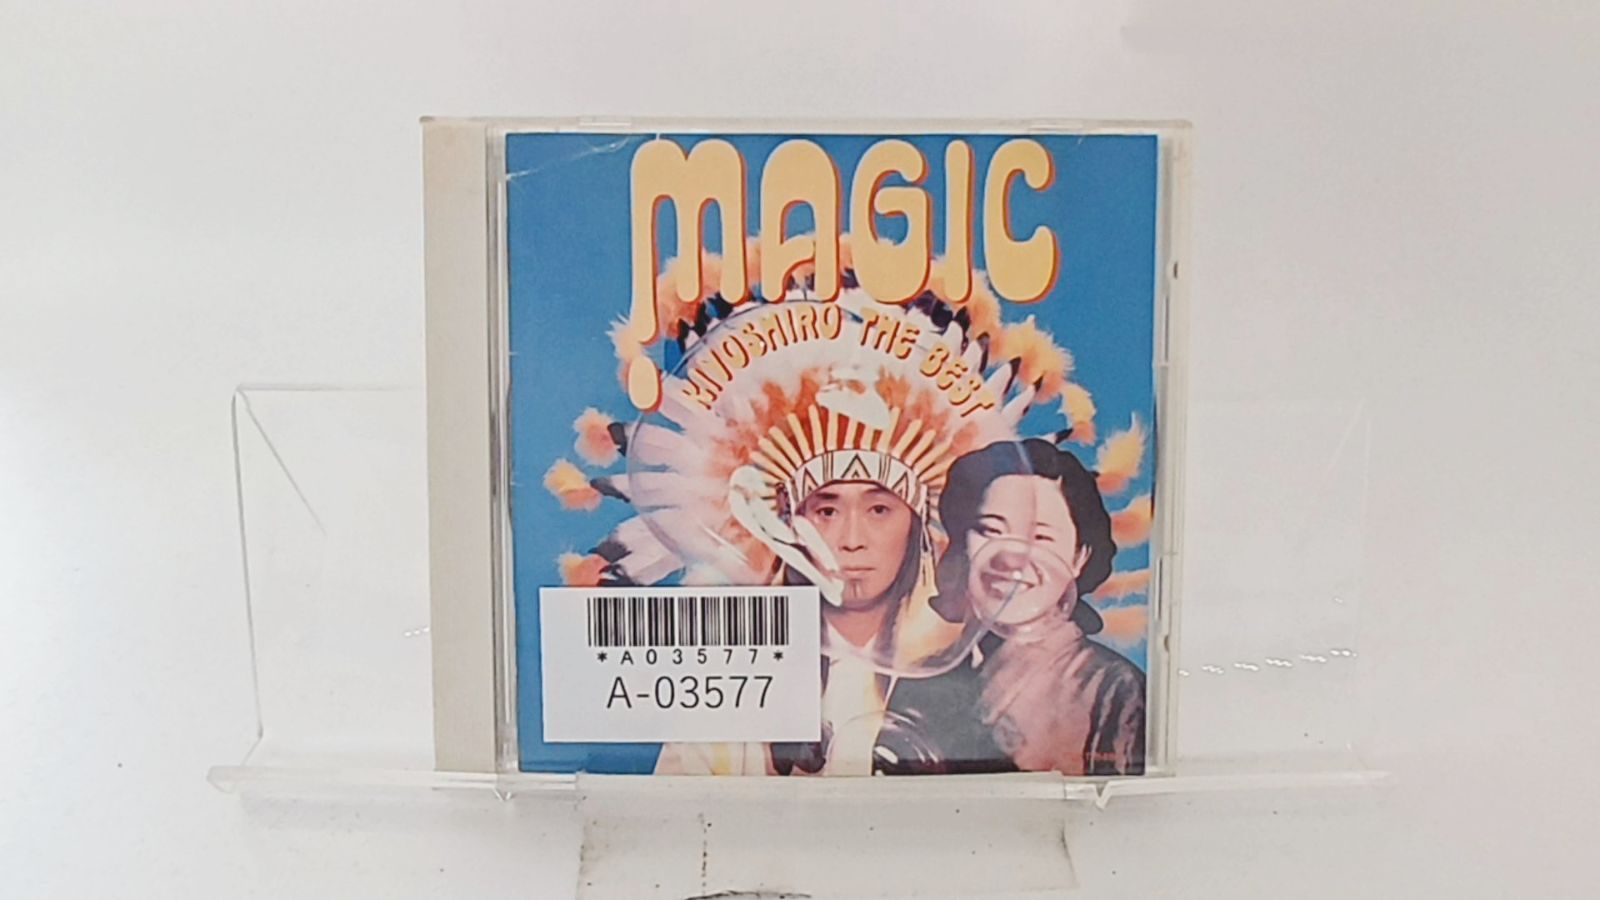 MAGIC
KIYOSHIRO THE BEST
*A03577*
A-03577